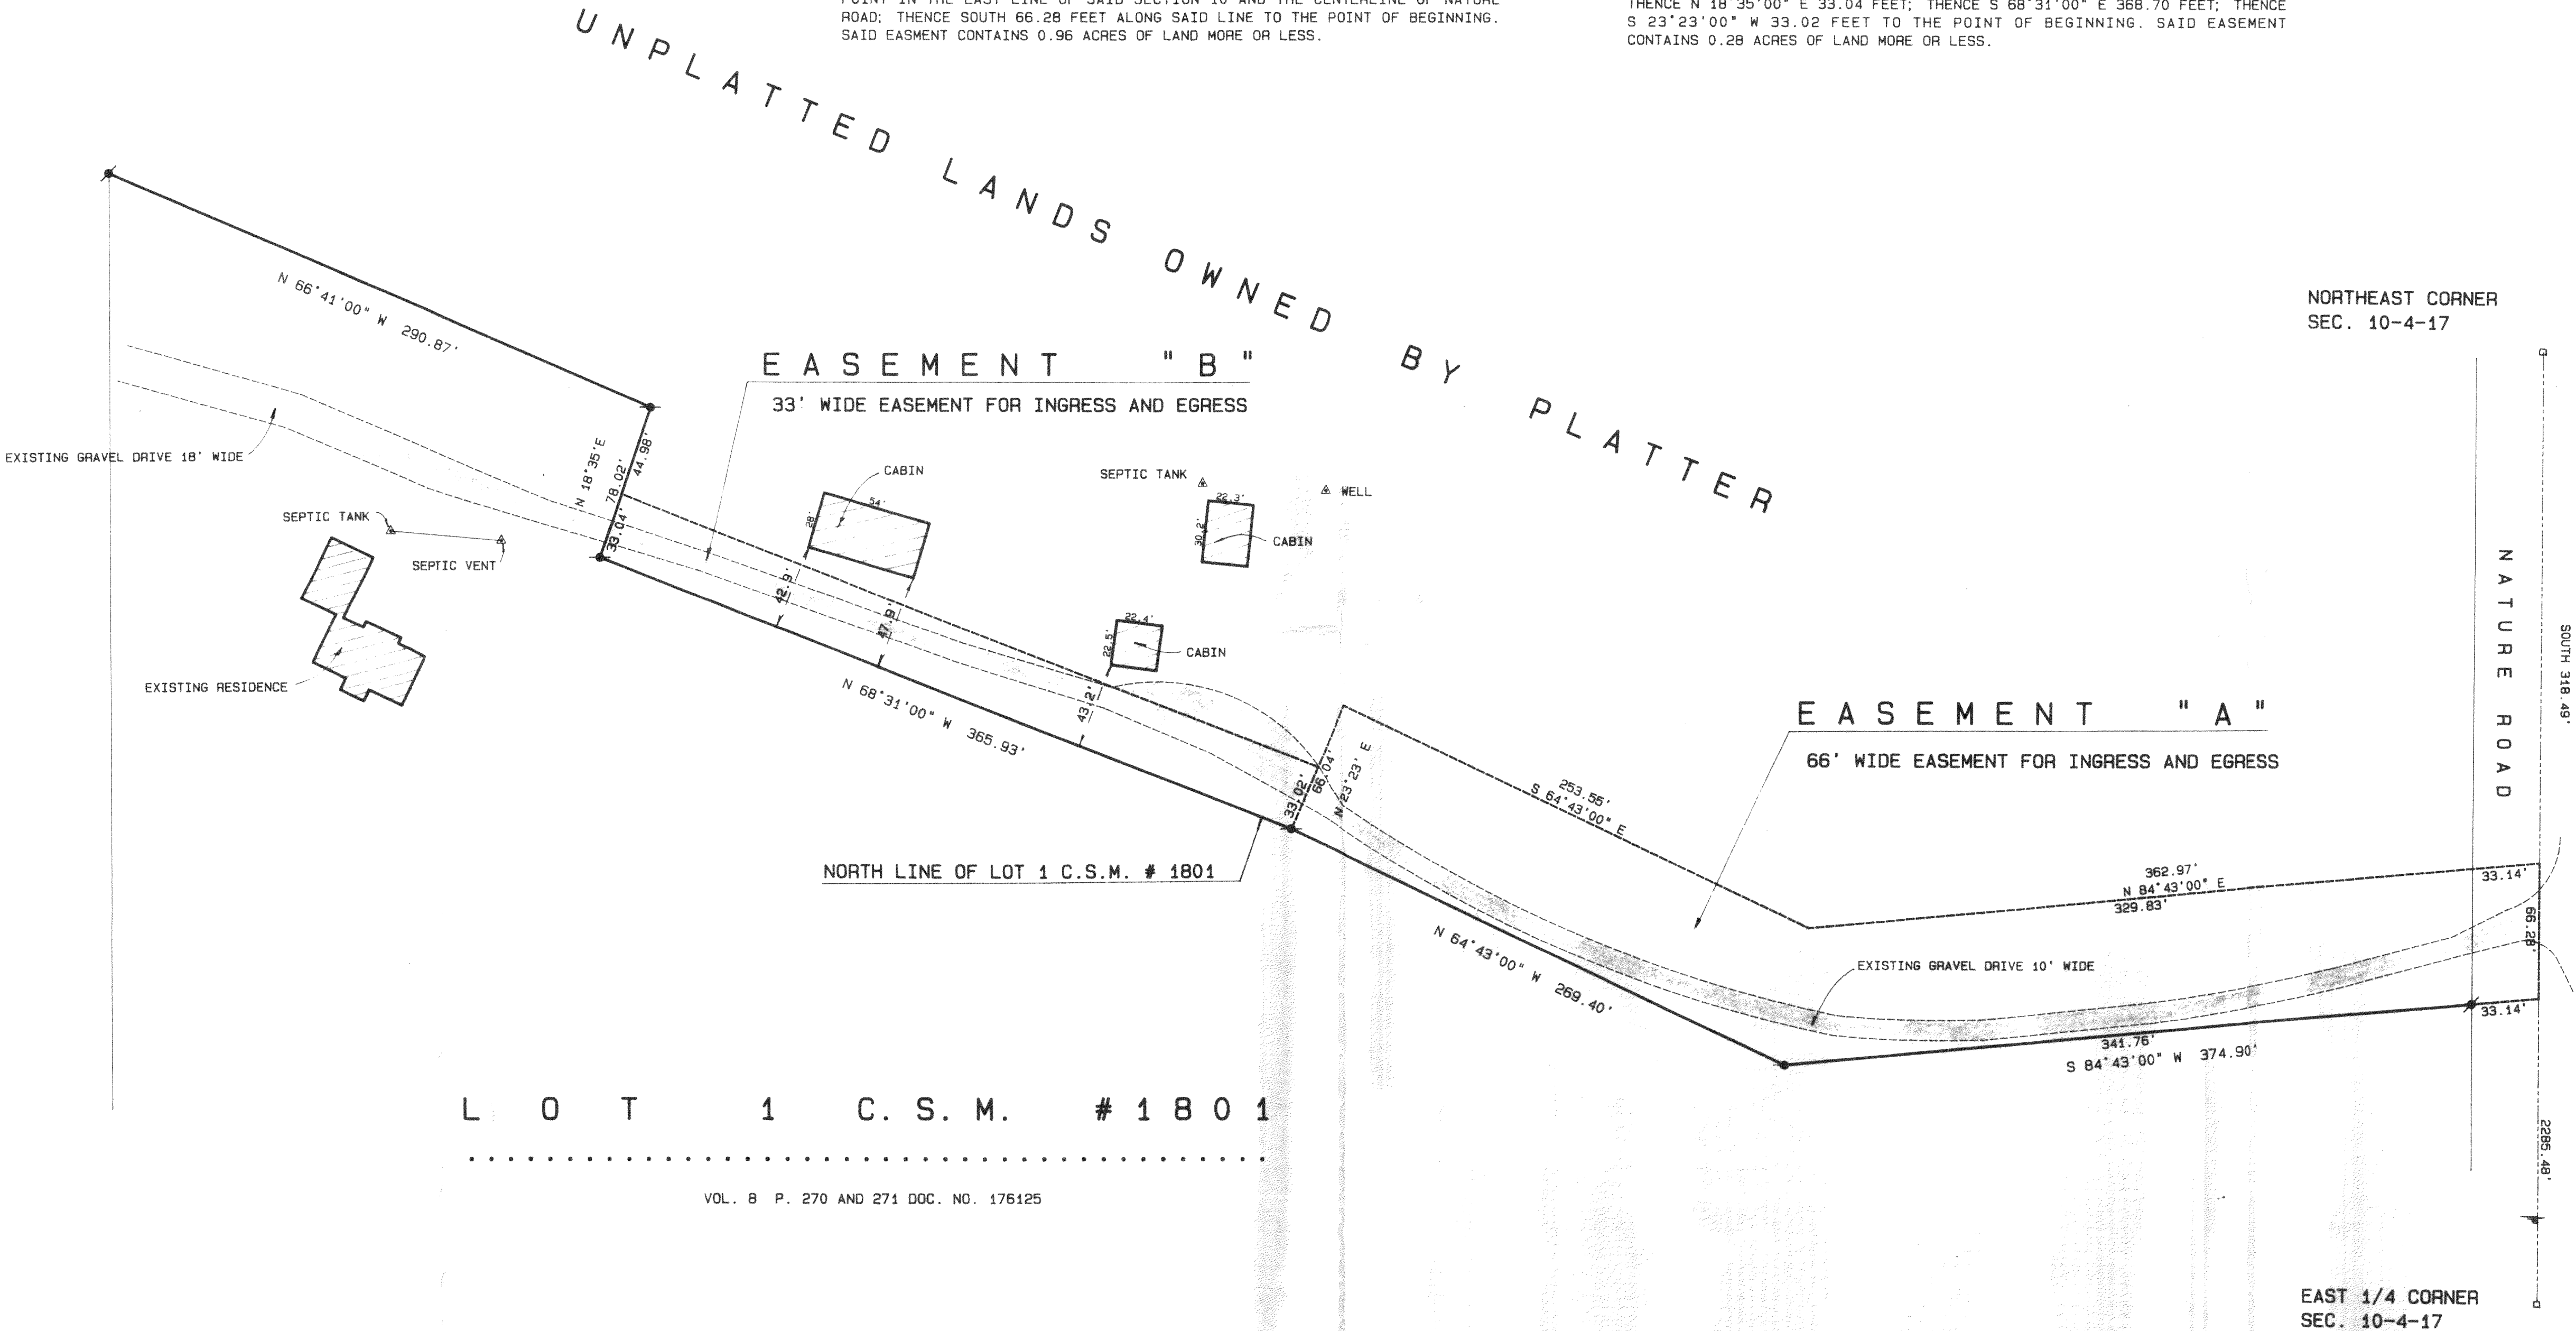 POINT IN THE EAST LINE OF SAID SECTION 10 AND THE CENTERLINE OF NATURE
ROAD; THENCE SOUTH 66.28 FEET ALONG SAID LINE TO THE POINT OF BEGINNING.
SAID EASMENT CONTAINS 0.96 ACRES OF LAND MORE OR LESS.
THENCE N 18°35'00" E 33.04 FEET; THENCE S 68°31'00" E 368.70 FEET; THENCE
S 23°23'00" W 33.02 FEET TO THE POINT OF BEGINNING. SAID EASEMENT
CONTAINS 0.28 ACRES OF LAND MORE OR LESS.
UNPLATTED LANDS OWNED BY PLATTER
NORTHEAST CORNER
SEC. 10-4-17
N 66°41'00" W 290.87'
EASEMENT "B"
33' WIDE EASEMENT FOR INGRESS AND EGRESS
EXISTING GRAVEL DRIVE 18' WIDE
N 18°35'E
78.02'
44.98'
33.04'
CABIN
54'
28'
SEPTIC TANK
WELL
22.3'
30.2'
CABIN
SEPTIC TANK
SEPTIC VENT
42.9'
47.9'
22.4'
22.5'
CABIN
43.2'
EXISTING RESIDENCE
N 68°31'00" W 365.93'
NATURE ROAD
SOUTH 318.49'
EASEMENT "A"
66' WIDE EASEMENT FOR INGRESS AND EGRESS
33.02'
66.04'
N 23°23' E
253.55'
S 64°43'00" E
NORTH LINE OF LOT 1 C.S.M. # 1801
362.97'
N 84°43'00" E
329.83'
33.14'
66.28'
N 64°43'00" W 269.40'
EXISTING GRAVEL DRIVE 10' WIDE
33.14'
341.76'
S 84°43'00" W 374.90'
LOT 1 C.S.M. #1801
VOL. 8 P. 270 AND 271 DOC. NO. 176125
2285.48'
EAST 1/4 CORNER
SEC. 10-4-17